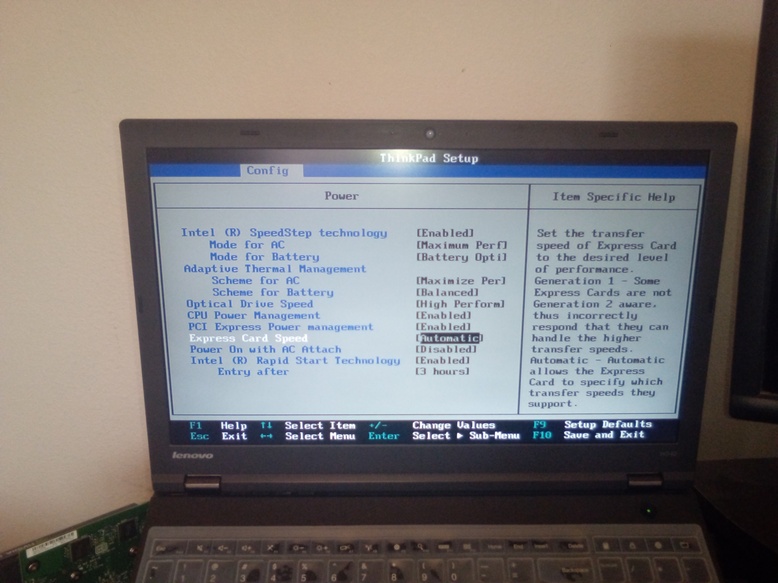 ThinkPad Setup
Config
Power
Item Specific Help
Intel (R) SpeedStep technology [Enabled]
Mode for AC [Maximum Perf]
Mode for Battery [Battery Opti]
Adaptive Thermal Management
Scheme for AC [Maximize Per]
Scheme for Battery [Balanced]
Optical Drive Speed [High Perform]
CPU Power Management [Enabled]
PCI Express Power management [Enabled]
Express Card Speed [Automatic]
Power On with AC Attach [Disabled]
Intel (R) Rapid Start Technology [Enabled]
Entry after [3 hours]
Set the transfer
speed of Express Card
to the desired level
of performance.
Generation 1 - Some
Express Cards are not
Generation 2 aware,
thus incorrectly
respond that they can
handle the higher
transfer speeds.
Automatic - Automatic
allows the Express
Card to specify which
transfer speeds they
support.
F1 Help ↑↓ Select Item -/- Change Values F9 Setup Defaults
Esc Exit ←→ Select Menu Enter Select ▶ Sub-Menu F10 Save and Exit
lenovo